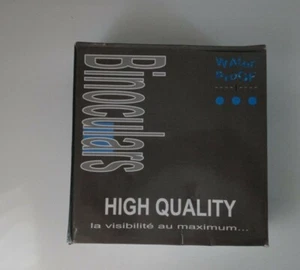 Binoculars
Water
PROOF
HIGH QUALITY
la visibilité au maximum...